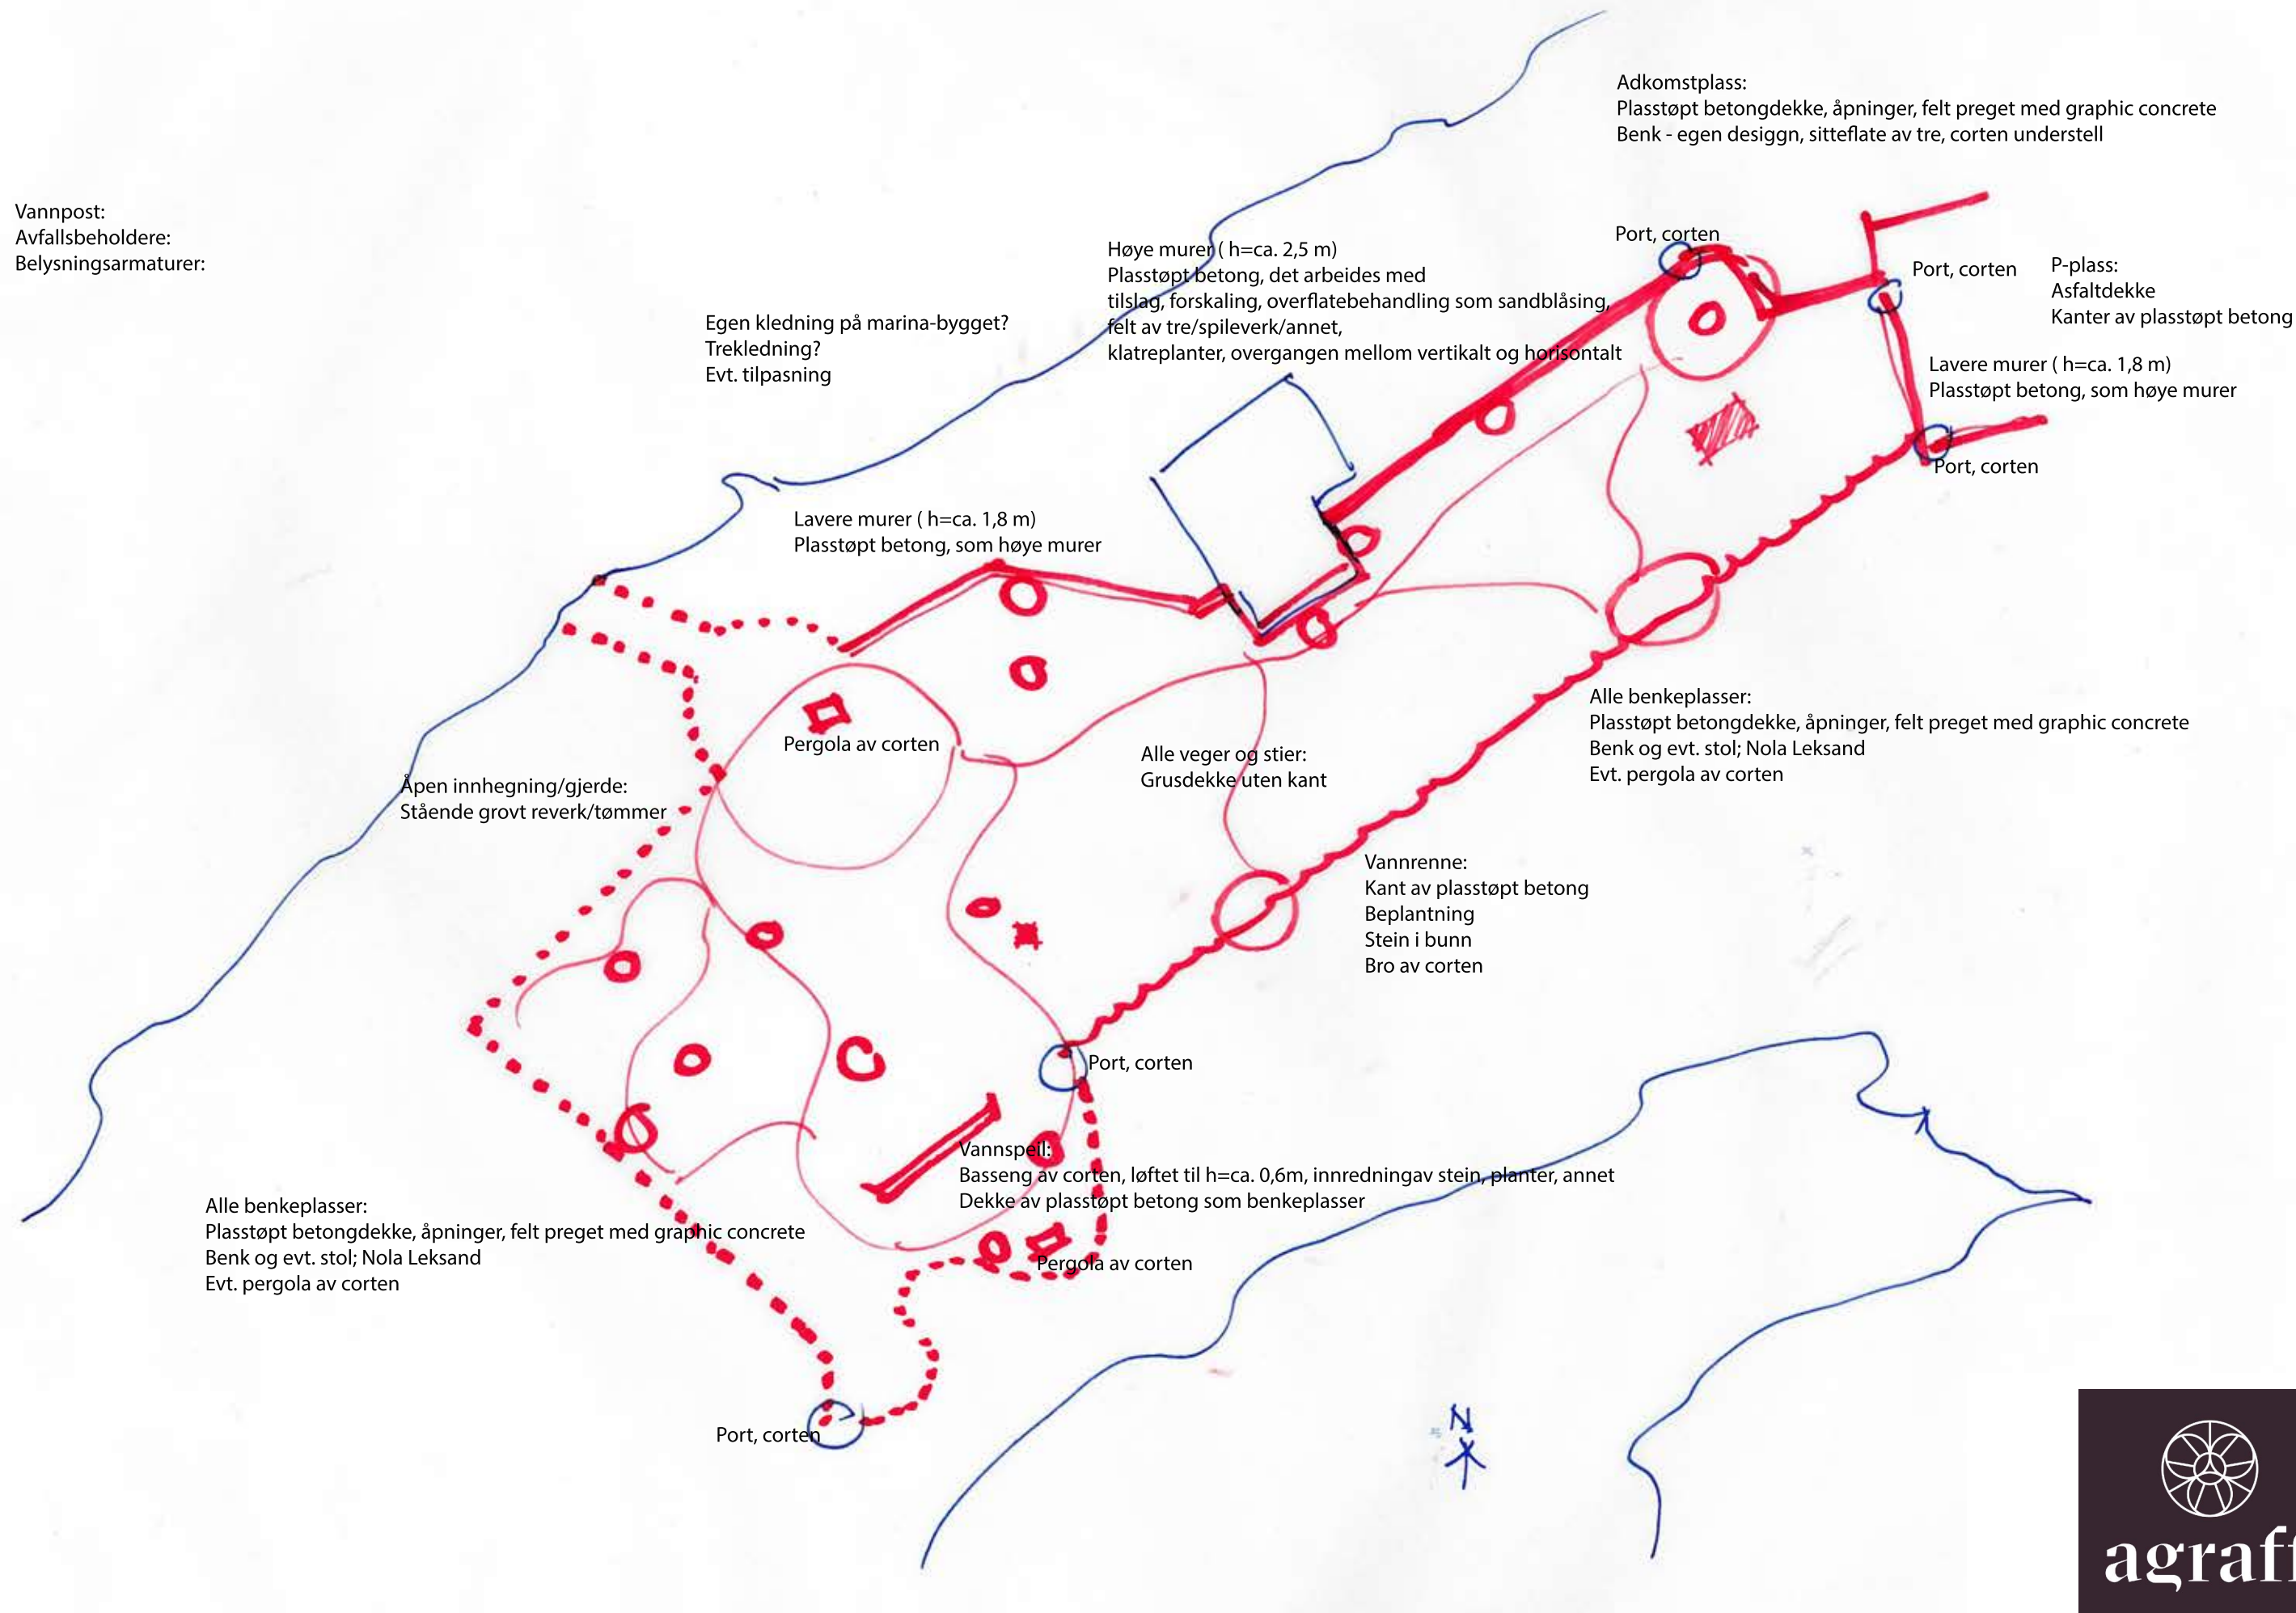 Adkomstplass:
Plasstøpt betongdekke, åpninger, felt preget med graphic concrete
Benk - egen desiggn, sitteflate av tre, corten understell
Vannpost:
Avfallsbeholdere:
Belysningsarmaturer:
Høye murer ( h=ca. 2,5 m)
Plasstøpt betong, det arbeides med
tilslag, forskaling, overflatebehandling som sandblåsing,
felt av tre/spileverk/annet,
klatreplanter, overgangen mellom vertikalt og horisontalt
Port, corten
Port, corten
P-plass:
Asfaltdekke
Kanter av plasstøpt betong
Egen kledning på marina-bygget?
Trekledning?
Evt. tilpasning
Lavere murer ( h=ca. 1,8 m)
Plasstøpt betong, som høye murer
Port, corten
Lavere murer ( h=ca. 1,8 m)
Plasstøpt betong, som høye murer
Alle benkeplasser:
Plasstøpt betongdekke, åpninger, felt preget med graphic concrete
Benk og evt. stol; Nola Leksand
Evt. pergola av corten
Pergola av corten
Alle veger og stier:
Grusdekke uten kant
Åpen innhegning/gjerde:
Stående grovt reverk/tømmer
Vannrenne:
Kant av plasstøpt betong
Beplantning
Stein i bunn
Bro av corten
Port, corten
Vannspeil:
Basseng av corten, løftet til h=ca. 0,6m, innredningav stein, planter, annet
Dekke av plasstøpt betong som benkeplasser
Alle benkeplasser:
Plasstøpt betongdekke, åpninger, felt preget med graphic concrete
Benk og evt. stol; Nola Leksand
Evt. pergola av corten
Pergola av corten
Port, corten
N
agraff